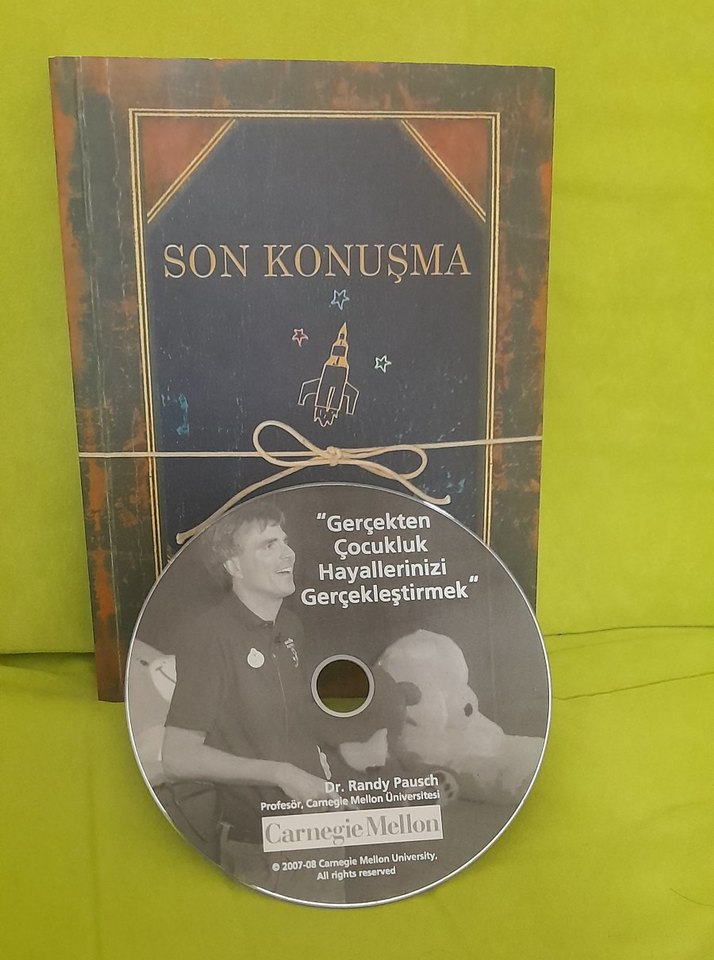 SON KONUŞMA
“Gerçekten
Çocukluk
Hayallerinizi
Gerçekleştirmek“
Dr. Randy Pausch
Profesör, Carnegie Mellon Üniversitesi
Carnegie Mellon
© 2007-08 Carnegie Mellon University,
All rights reserved